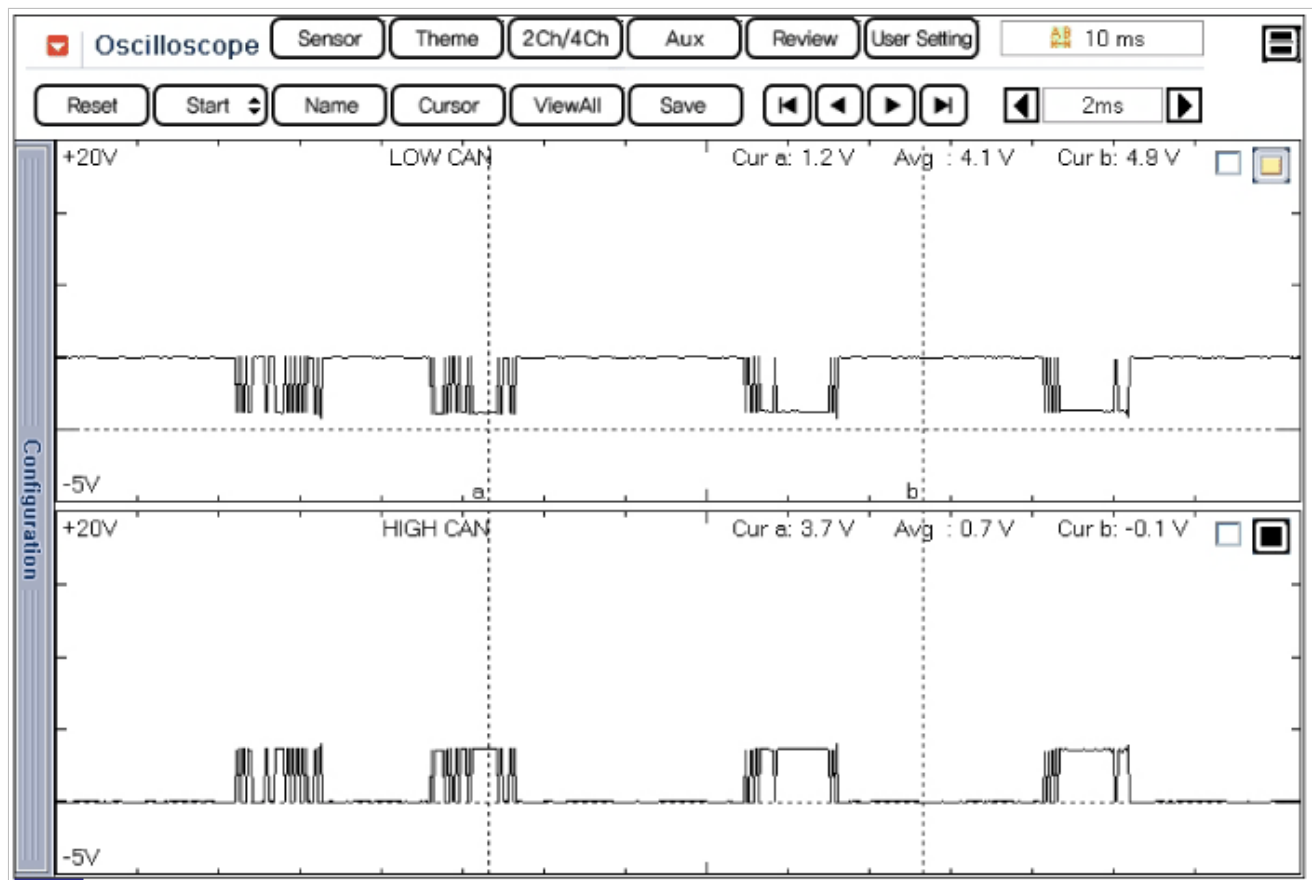 Oscilloscope Sensor Theme 2Ch/4Ch Aux Review User Setting 10 ms
Reset Start Name Cursor ViewAll Save 2ms
Configuration
+20V LOW CAN Cur a: 1.2 V Avg : 4.1 V Cur b: 4.9 V
-5V a b
+20V HIGH CAN Cur a: 3.7 V Avg : 0.7 V Cur b: -0.1 V
-5V